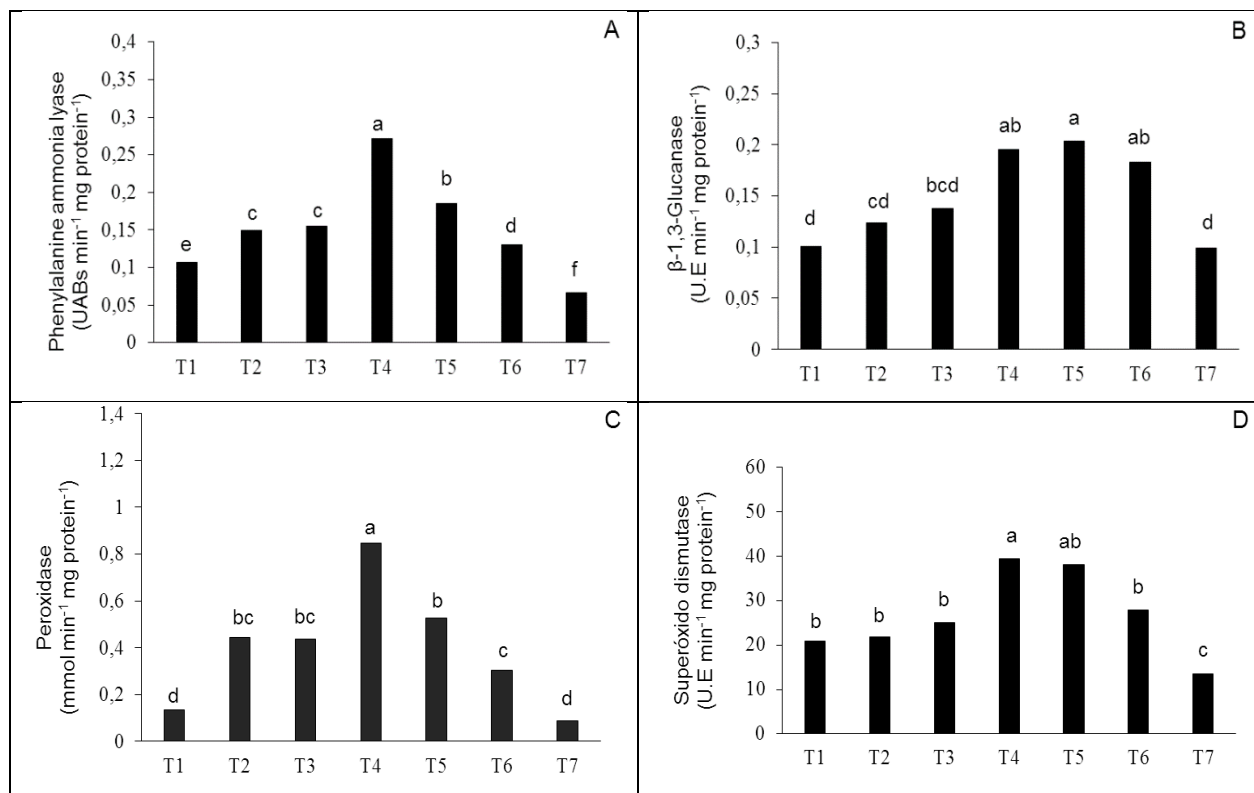 A
Phenylalanine ammonia lyase
(UABs min⁻¹ mg protein⁻¹)
0,4
0,35
0,3
0,25
0,2
0,15
0,1
0,05
0
e
c
c
a
b
d
f
T1 T2 T3 T4 T5 T6 T7
B
β-1,3-Glucanase
(U.E min⁻¹ mg protein⁻¹)
0,3
0,25
0,2
0,15
0,1
0,05
0
d
cd
bcd
ab
a
ab
d
T1 T2 T3 T4 T5 T6 T7
C
Peroxidase
(mmol min⁻¹ mg protein⁻¹)
1,4
1,2
1
0,8
0,6
0,4
0,2
0
d
bc
bc
a
b
c
d
T1 T2 T3 T4 T5 T6 T7
D
Superóxido dismutase
(U.E min⁻¹ mg protein⁻¹)
60
50
40
30
20
10
0
b
b
b
a
ab
b
c
T1 T2 T3 T4 T5 T6 T7